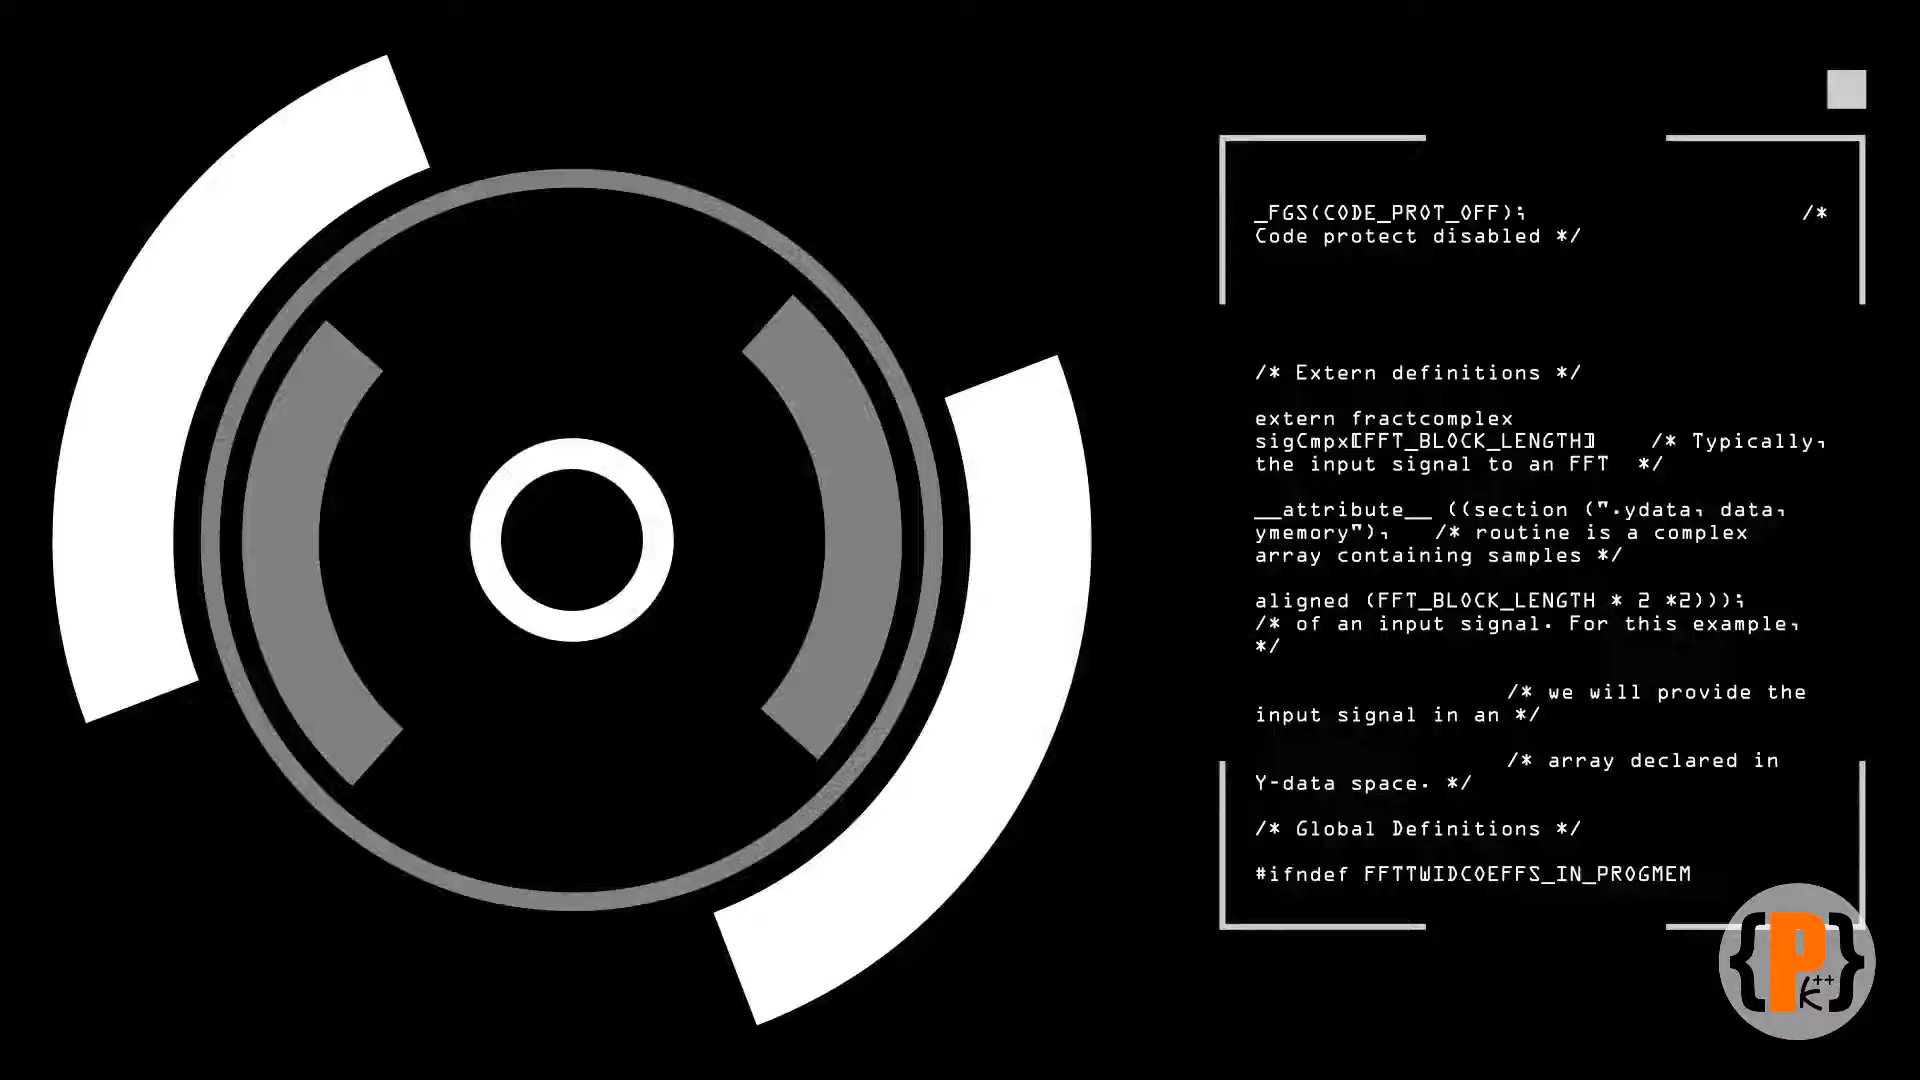 _FGS(CODE_PROT_OFF); /*
Code protect disabled */
/* Extern definitions */
extern fractcomplex
sigCmpx[FFT_BLOCK_LENGTH] /* Typically,
the input signal to an FFT */
__attribute__ ((section (".ydata, data,
ymemory"), /* routine is a complex
array containing samples */
aligned (FFT_BLOCK_LENGTH * 2 *2)));
/* of an input signal. For this example,
*/
/* we will provide the
input signal in an */
/* array declared in
Y-data space. */
/* Global Definitions */
#ifndef FFTTWIDCOEFFS_IN_PROGMEM
{Pk++}